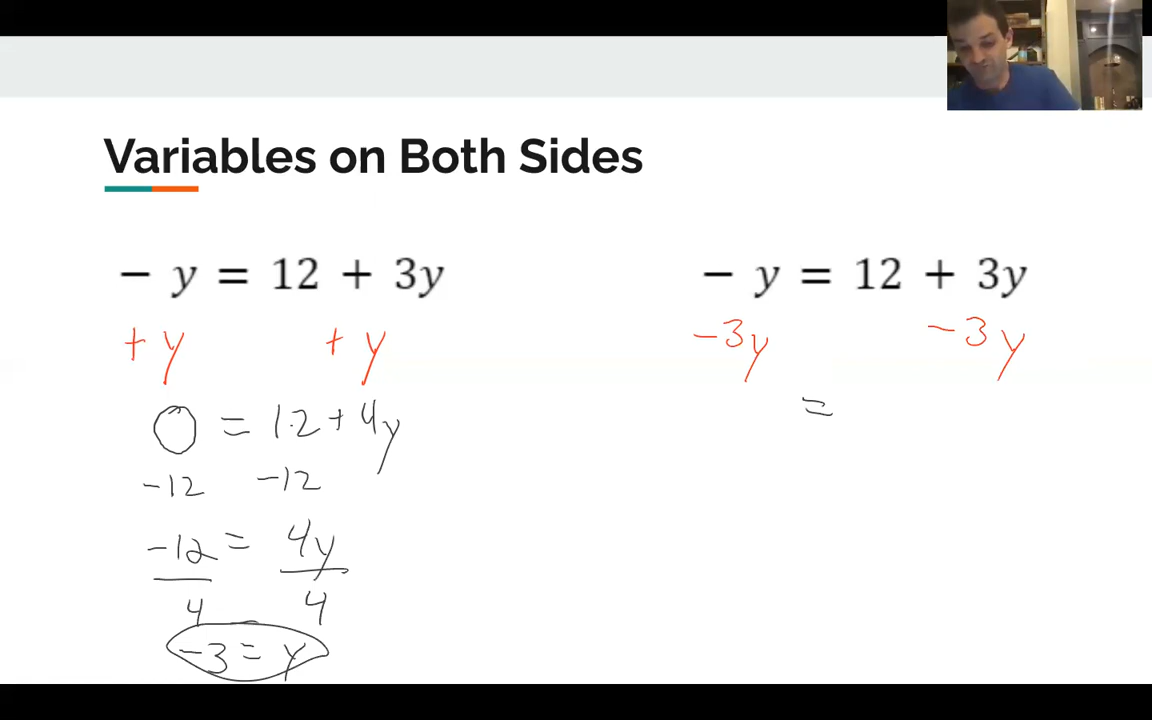 Variables on Both Sides
− y = 12 + 3y
+y +y
0 = 12 + 4y
-12 -12
-12 = 4y
4 4
-3 = y
− y = 12 + 3y
-3y -3y
=